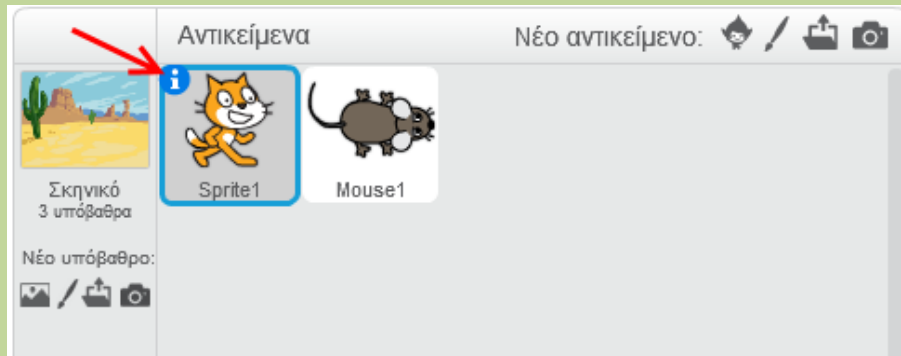 Αντικείμενα
Νέο αντικείμενο:
Sprite1
Mouse1
Σκηνικό
3 υπόβαθρα
Νέο υπόβαθρο: